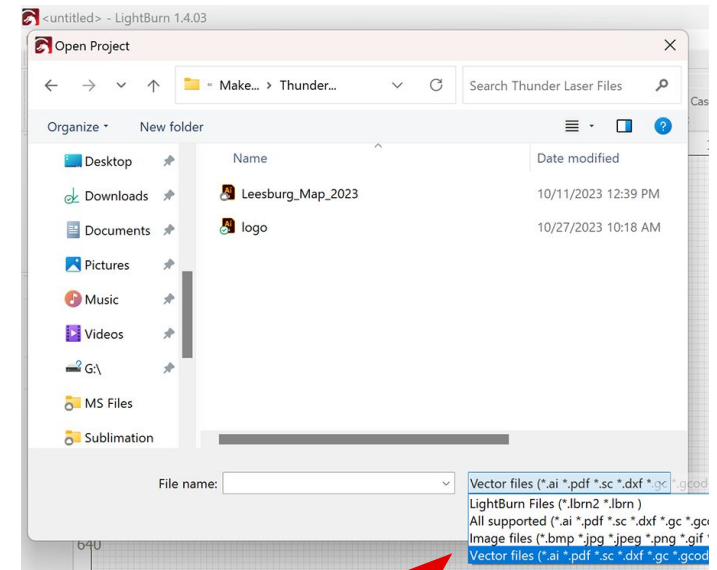 <untitled> - LightBurn 1.4.03
Open Project
Make... > Thunder...
Search Thunder Laser Files
Cas
Organize
New folder
Name
Date modified
Desktop
Leesburg_Map_2023
10/11/2023 12:39 PM
Downloads
logo
10/27/2023 10:18 AM
Documents
Pictures
Music
Videos
G:\
MS Files
Sublimation
File name:
Vector files (*.ai *.pdf *.sc *.dxf *.gc *.gcod
LightBurn Files (*.lbrn2 *.lbrn )
All supported (*.ai *.pdf *.sc *.dxf *.gc *.gco
Image files (*.bmp *.jpg *.jpeg *.png *.gif *
Vector files (*.ai *.pdf *.sc *.dxf *.gc *.gcod
640